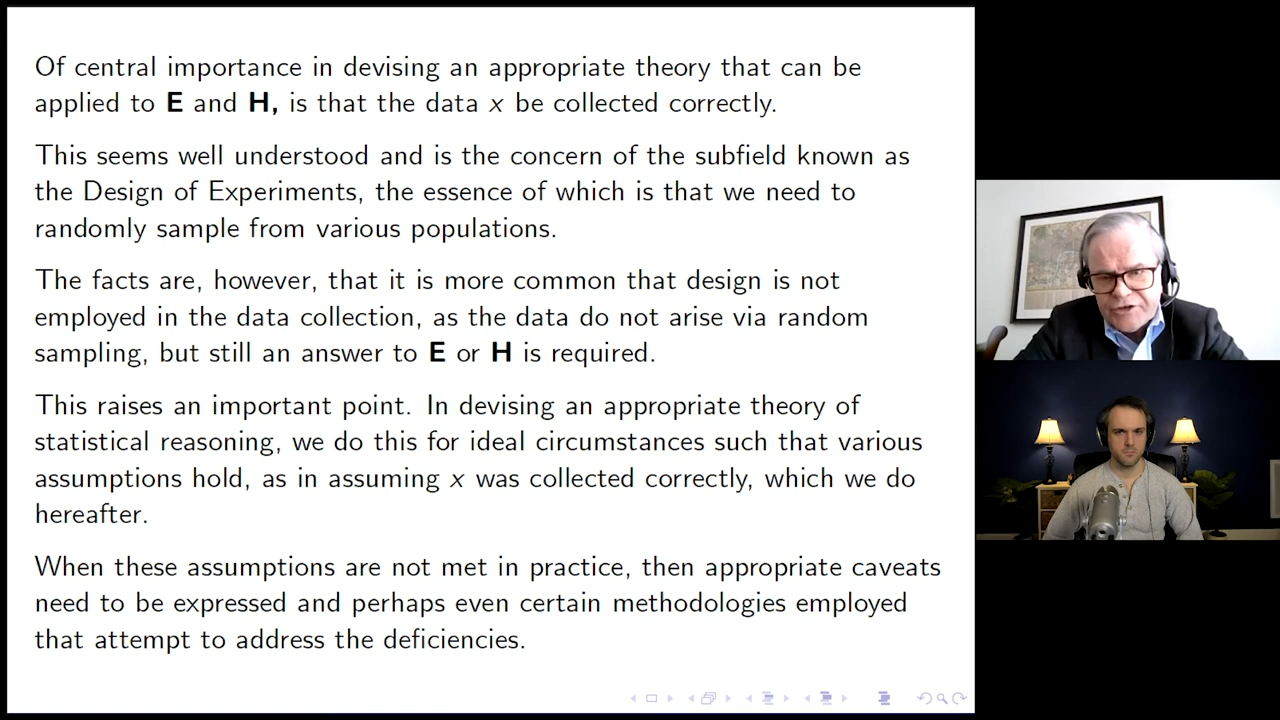 Of central importance in devising an appropriate theory that can be
applied to E and H, is that the data x be collected correctly.
This seems well understood and is the concern of the subfield known as
the Design of Experiments, the essence of which is that we need to
randomly sample from various populations.
The facts are, however, that it is more common that design is not
employed in the data collection, as the data do not arise via random
sampling, but still an answer to E or H is required.
This raises an important point. In devising an appropriate theory of
statistical reasoning, we do this for ideal circumstances such that various
assumptions hold, as in assuming x was collected correctly, which we do
hereafter.
When these assumptions are not met in practice, then appropriate caveats
need to be expressed and perhaps even certain methodologies employed
that attempt to address the deficiencies.